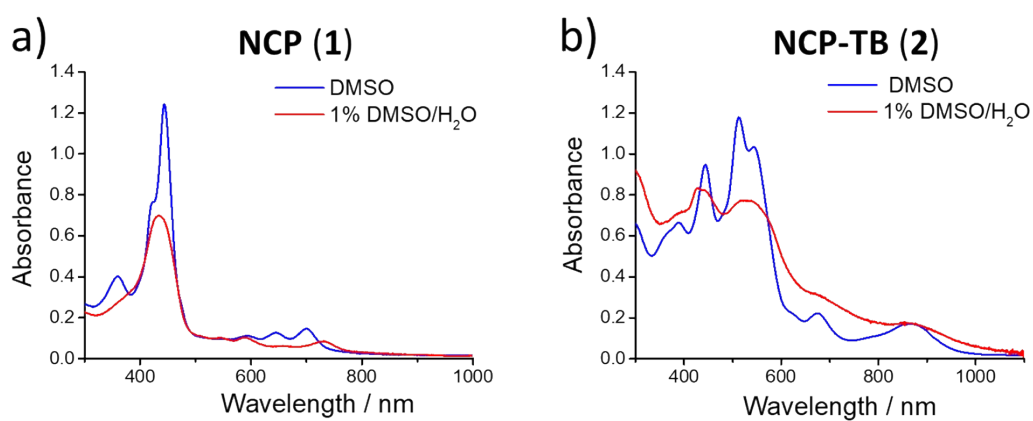 a)
NCP (1)
DMSO
1% DMSO/H₂O
1.4
1.2
1.0
0.8
0.6
0.4
0.2
0.0
Absorbance
400 600 800 1000
Wavelength / nm
b)
NCP-TB (2)
DMSO
1% DMSO/H₂O
1.4
1.2
1.0
0.8
0.6
0.4
0.2
0.0
Absorbance
400 600 800 1000
Wavelength / nm